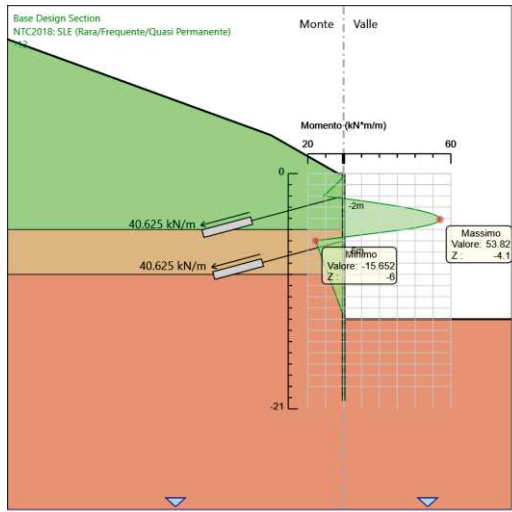 Base Design Section
NTC2018: SLE (Rara/Frequente/Quasi Permanente)
Monte
Valle
Momento (kN*m/m)
20
60
0
-2m
40.625 kN/m
Massimo
Valore: 53.82
Z : -4.1
-6m
Minimo
Valore: -15.652
Z : -6
40.625 kN/m
-21